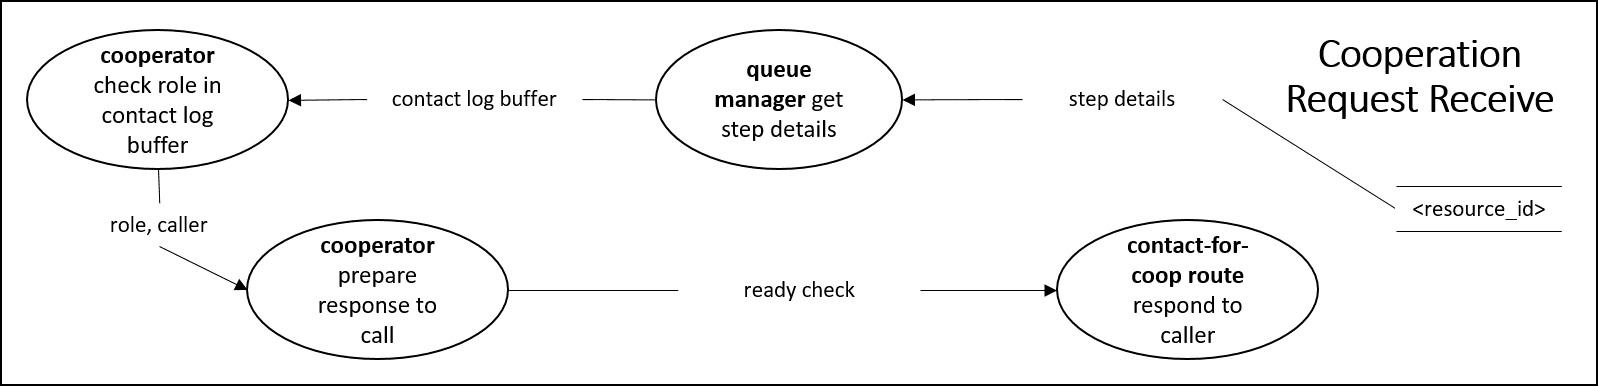 Cooperation
Request Receive
cooperator
check role in
contact log
buffer
contact log buffer
queue
manager get
step details
step details
<resource_id>
role, caller
cooperator
prepare
response to
call
ready check
contact-for-
coop route
respond to
caller